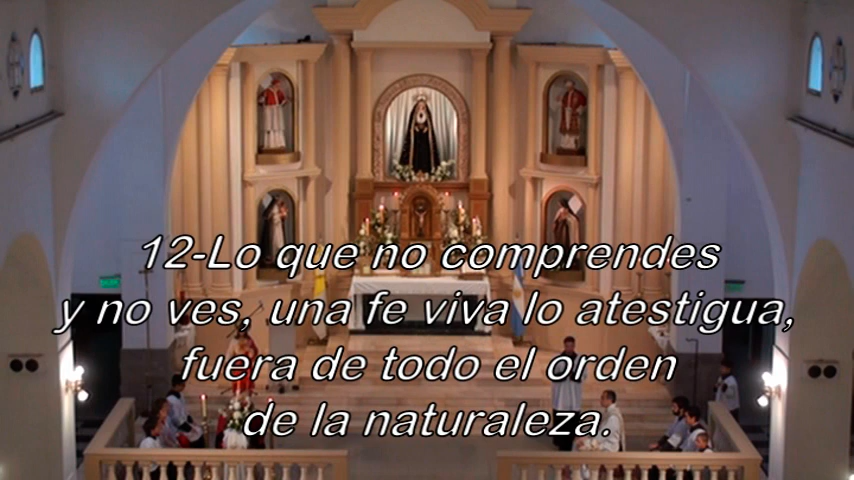 12-Lo que no comprendes
y no ves, una fe viva lo atestigua,
fuera de todo el orden
de la naturaleza.